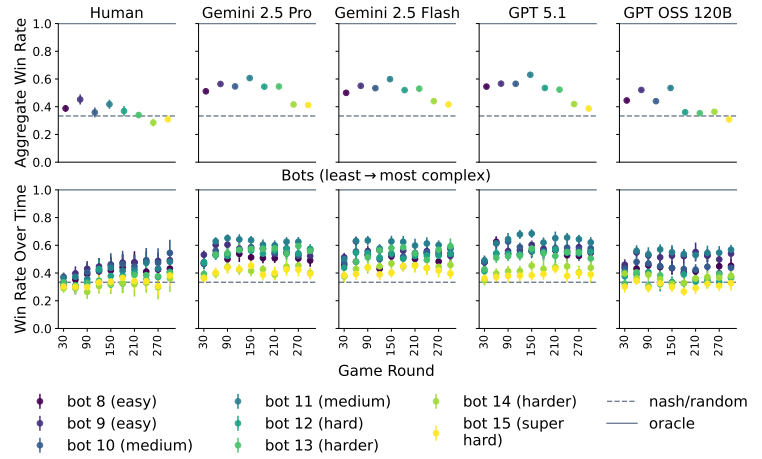 Human
Gemini 2.5 Pro
Gemini 2.5 Flash
GPT 5.1
GPT OSS 120B
Aggregate Win Rate
1.0
0.8
0.6
0.4
0.2
0.0
Bots (least→most complex)
Win Rate Over Time
1.0
0.8
0.6
0.4
0.2
0.0
30 90 150 210 270
30 90 150 210 270
30 90 150 210 270
30 90 150 210 270
30 90 150 210 270
Game Round
bot 8 (easy)
bot 9 (easy)
bot 10 (medium)
bot 11 (medium)
bot 12 (hard)
bot 13 (harder)
bot 14 (harder)
bot 15 (super
hard)
nash/random
oracle